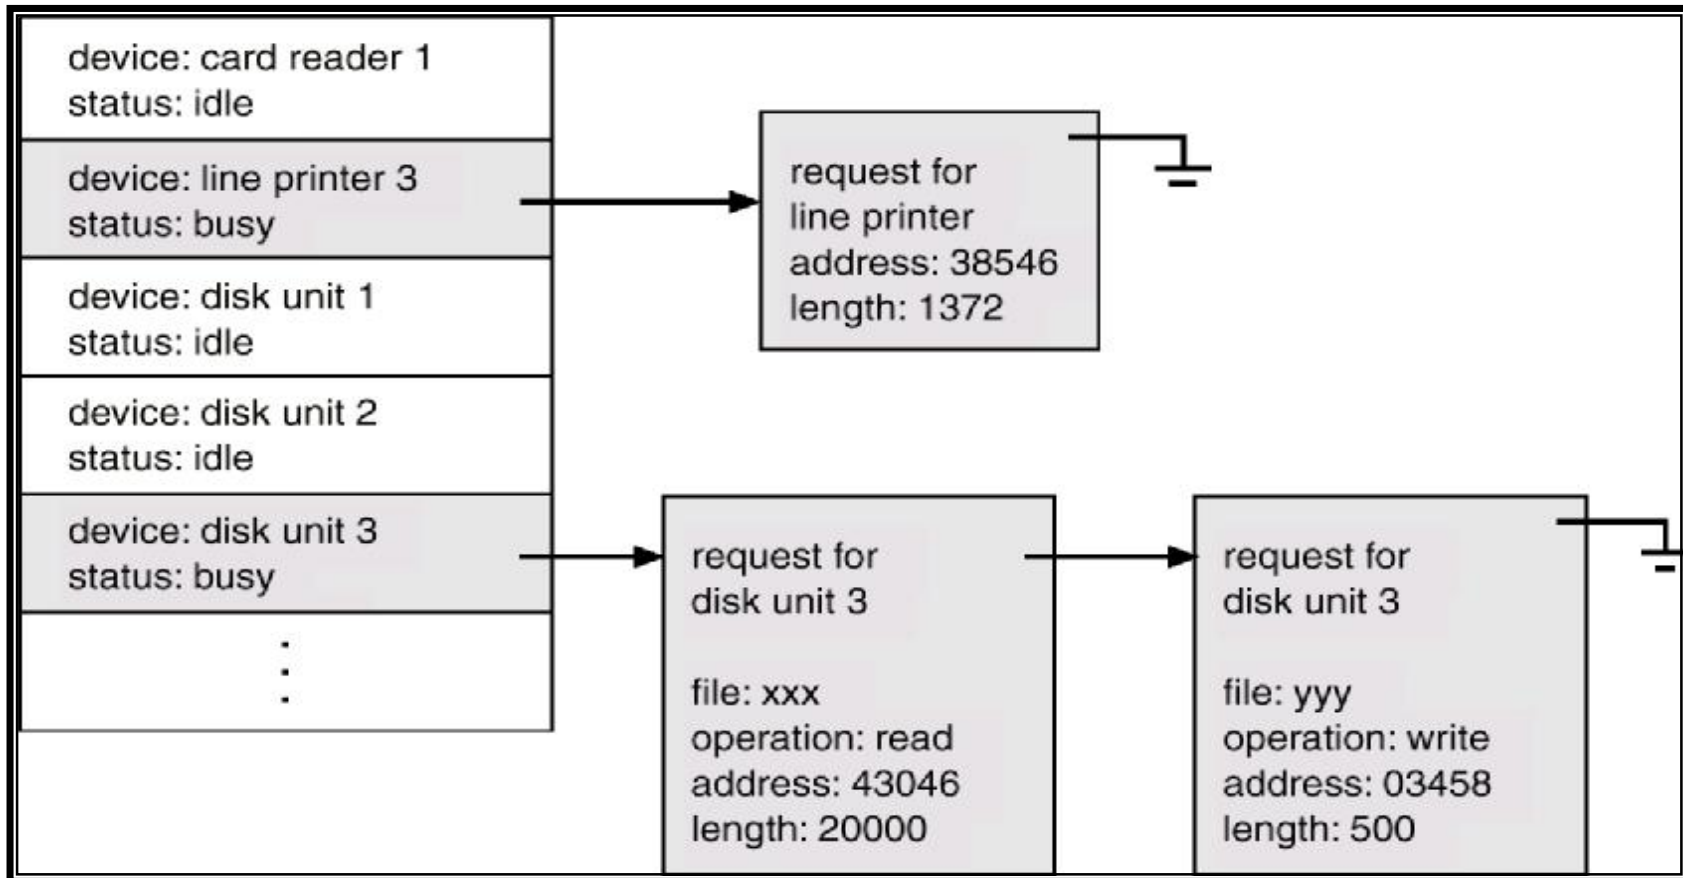 device: card reader 1
status: idle
device: line printer 3
status: busy
device: disk unit 1
status: idle
device: disk unit 2
status: idle
device: disk unit 3
status: busy
request for
line printer
address: 38546
length: 1372
request for
disk unit 3
file: xxx
operation: read
address: 43046
length: 20000
request for
disk unit 3
file: yyy
operation: write
address: 03458
length: 500